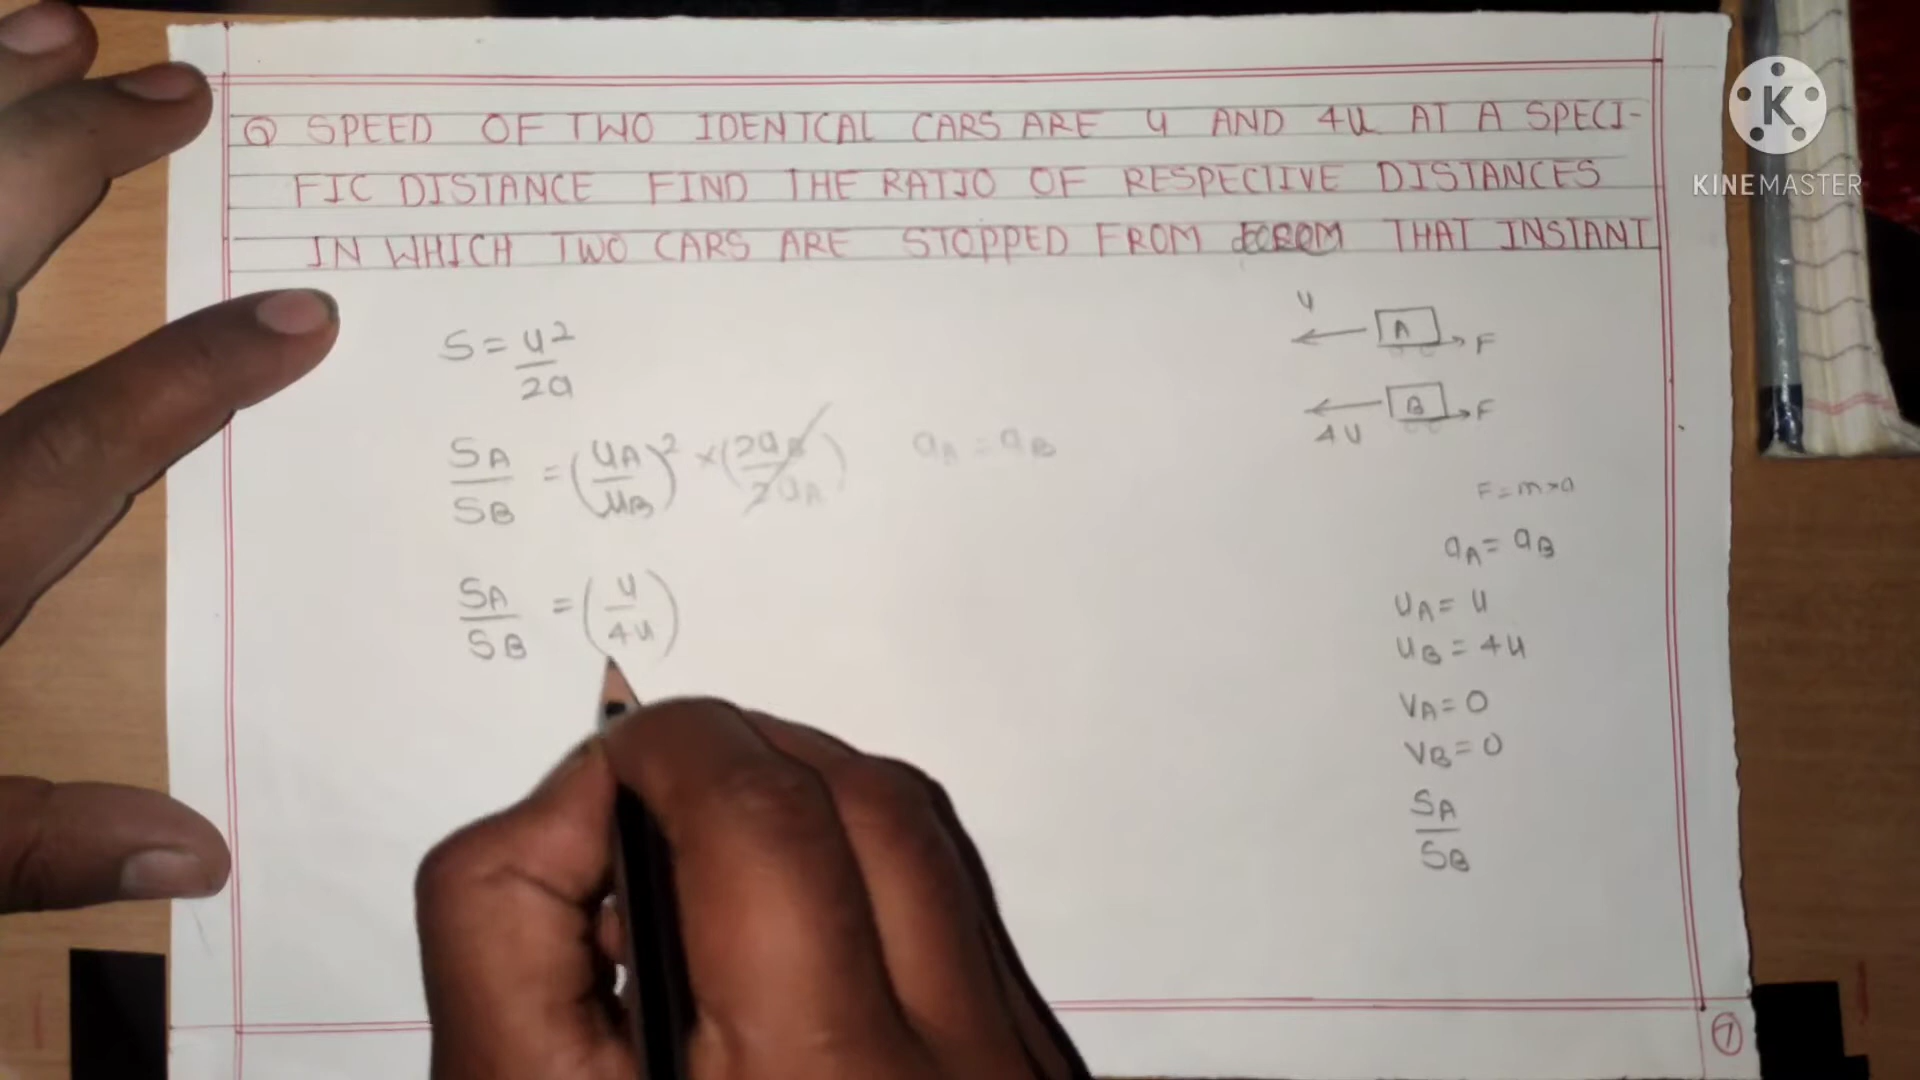 Q SPEED OF TWO IDENTCAL CARS ARE U AND 4U AT A SPECI-
FIC DISTANCE FIND THE RATIO OF RESPECTIVE DISTANCES
IN WHICH TWO CARS ARE STOPPED FROM THAT INSTANT
KINEMASTER
S = u²/2a
SA/SB = (uA/uB)² × (2aB/2aA) aA = aB
SA/SB = (u/4u)
u A F
B F
4u
F = m × a
aA = aB
uA = u
uB = 4u
VA = 0
VB = 0
SA/SB
7